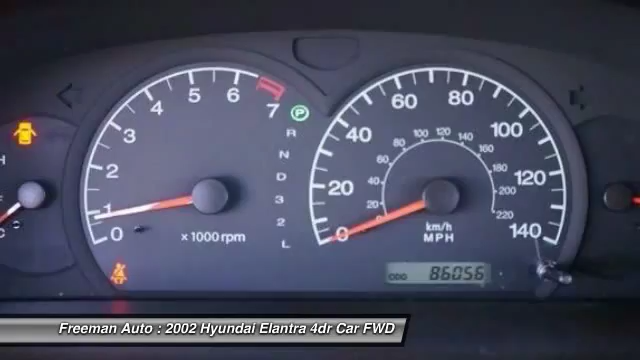 0 1 2 3 4 5 6 7
x 1000 rpm
P
R
N
D
3
2
L
0 20 40 60 80 100 120 140
0 20 40 60 80 100 120 140 160 180 200 220
km/h
MPH
ODO 86056
H
F
C
Freeman Auto : 2002 Hyundai Elantra 4dr Car FWD